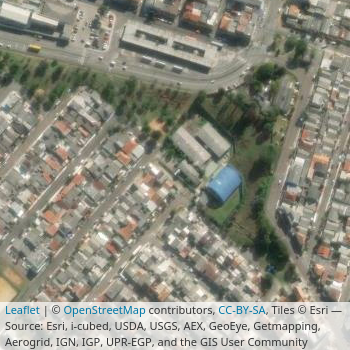 Leaflet | © OpenStreetMap contributors, CC-BY-SA, Tiles © Esri —
Source: Esri, i-cubed, USDA, USGS, AEX, GeoEye, Getmapping,
Aerogrid, IGN, IGP, UPR-EGP, and the GIS User Community